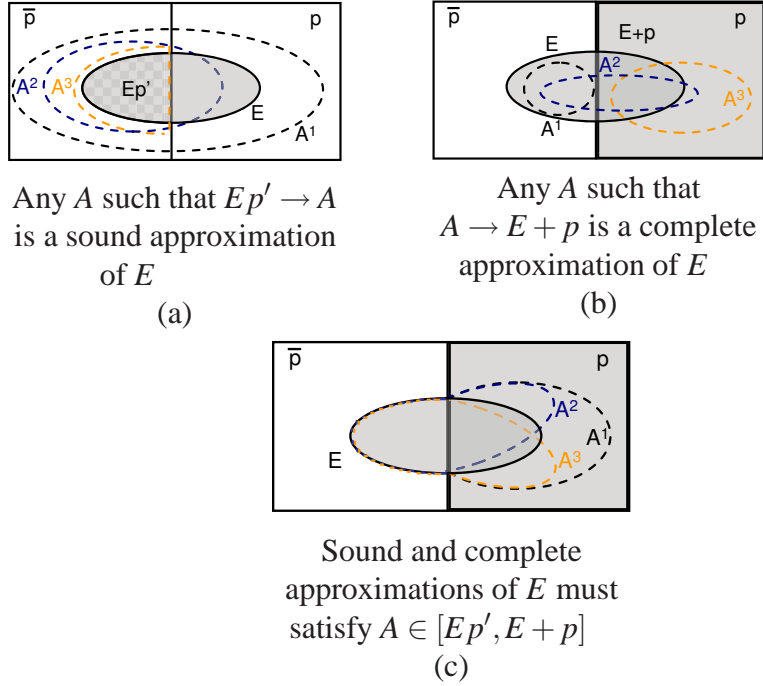 p̅ p
A² A³ Ep' E A¹
Any A such that Ep′ → A
is a sound approximation
of E
(a)
p̅ p
E+p
E A²
A³
A¹
Any A such that
A → E + p is a complete
approximation of E
(b)
p̅ p
A²
A¹
E A³
Sound and complete
approximations of E must
satisfy A ∈ [Ep′, E + p]
(c)